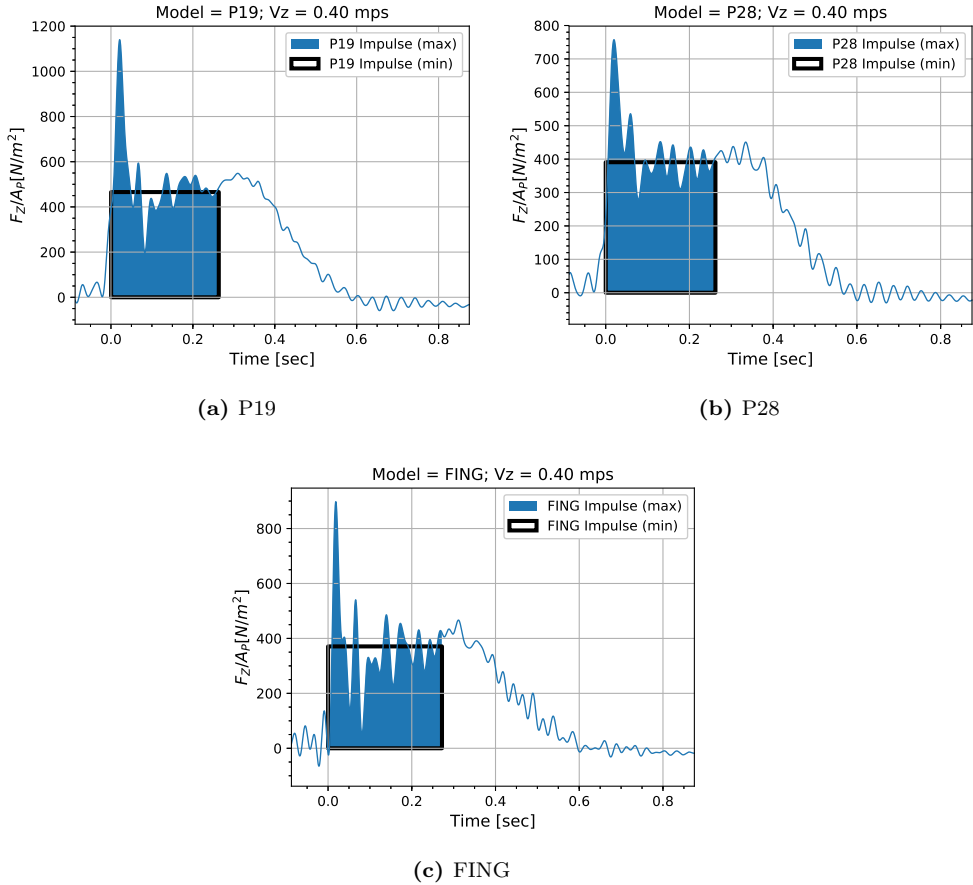 Model = P19; Vz = 0.40 mps
P19 Impulse (max)
P19 Impulse (min)
1200
1000
800
600
400
200
0
F_Z/A_P[N/m^2]
0.0 0.2 0.4 0.6 0.8
Time [sec]
(a) P19
Model = P28; Vz = 0.40 mps
P28 Impulse (max)
P28 Impulse (min)
800
700
600
500
400
300
200
100
0
F_Z/A_P[N/m^2]
0.0 0.2 0.4 0.6 0.8
Time [sec]
(b) P28
Model = FING; Vz = 0.40 mps
FING Impulse (max)
FING Impulse (min)
800
600
400
200
0
F_Z/A_P[N/m^2]
0.0 0.2 0.4 0.6 0.8
Time [sec]
(c) FING